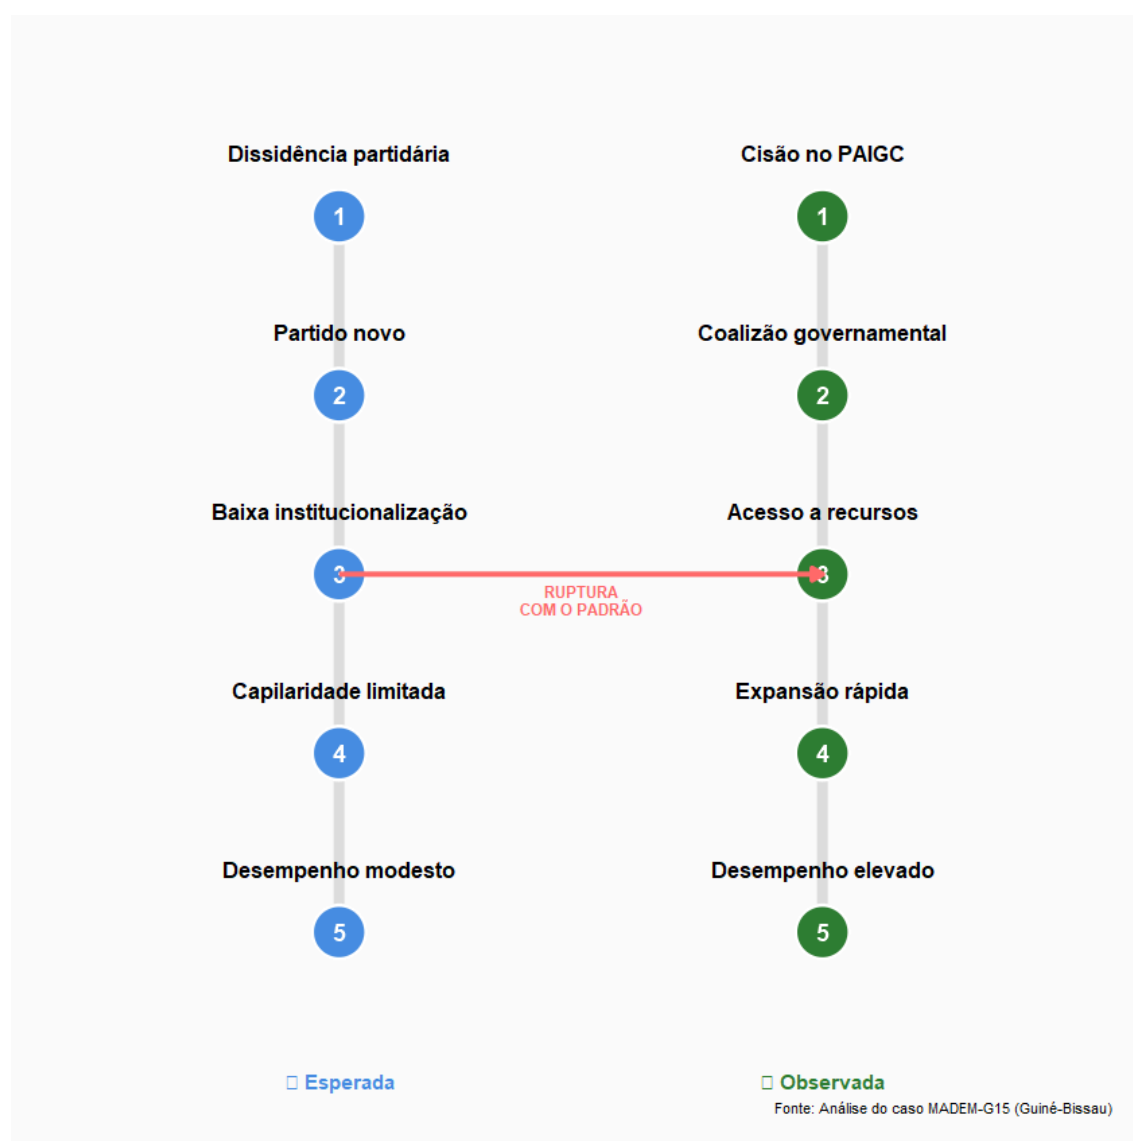 Dissidência partidária
Cisão no PAIGC
1
1
Partido novo
Coalizão governamental
2
2
Baixa institucionalização
Acesso a recursos
3
3
RUPTURA
COM O PADRÃO
Capilaridade limitada
Expansão rápida
4
4
Desempenho modesto
Desempenho elevado
5
5
Esperada
Observada
Fonte: Análise do caso MADEM-G15 (Guiné-Bissau)